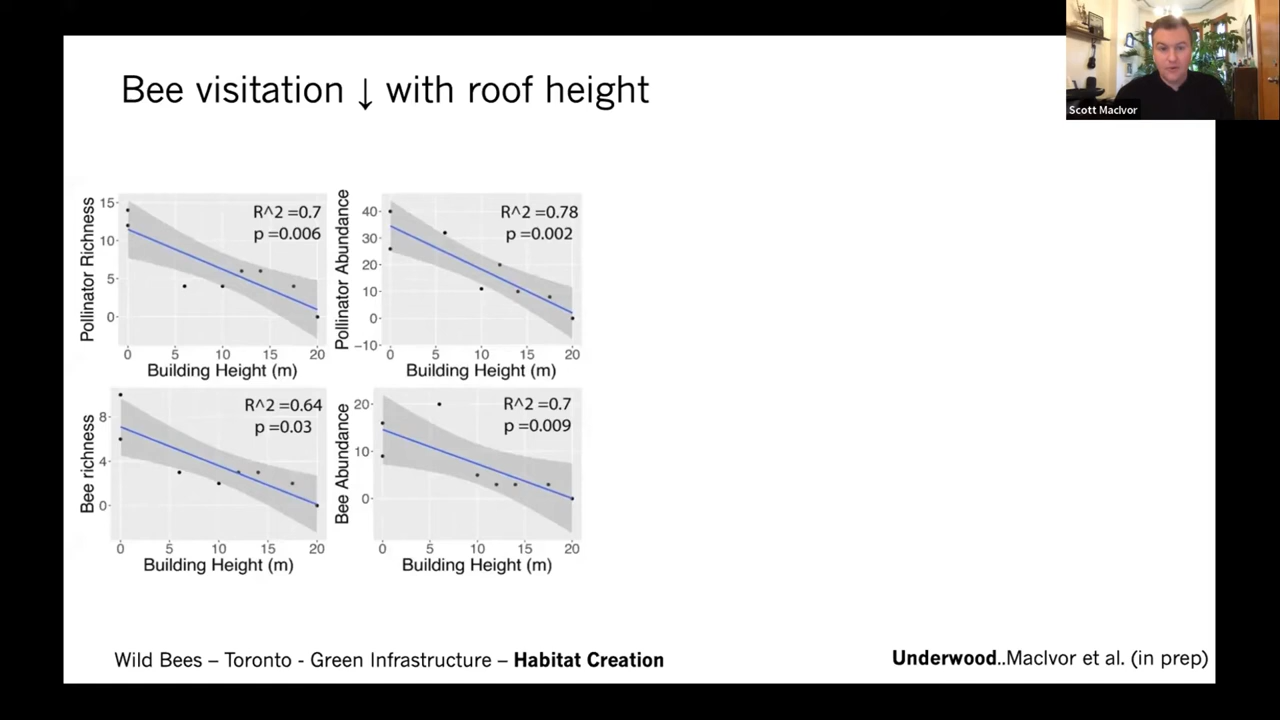 Scott MacIvor
Bee visitation ↓ with roof height
Pollinator Richness
15
10
5
0
R^2 =0.7
p =0.006
0 5 10 15 20
Building Height (m)
Pollinator Abundance
40
30
20
10
0
−10
R^2 =0.78
p =0.002
0 5 10 15 20
Building Height (m)
Bee richness
8
4
0
R^2 =0.64
p =0.03
0 5 10 15 20
Building Height (m)
Bee Abundance
20
10
0
R^2 =0.7
p =0.009
0 5 10 15 20
Building Height (m)
Wild Bees – Toronto - Green Infrastructure – Habitat Creation
Underwood..MacIvor et al. (in prep)